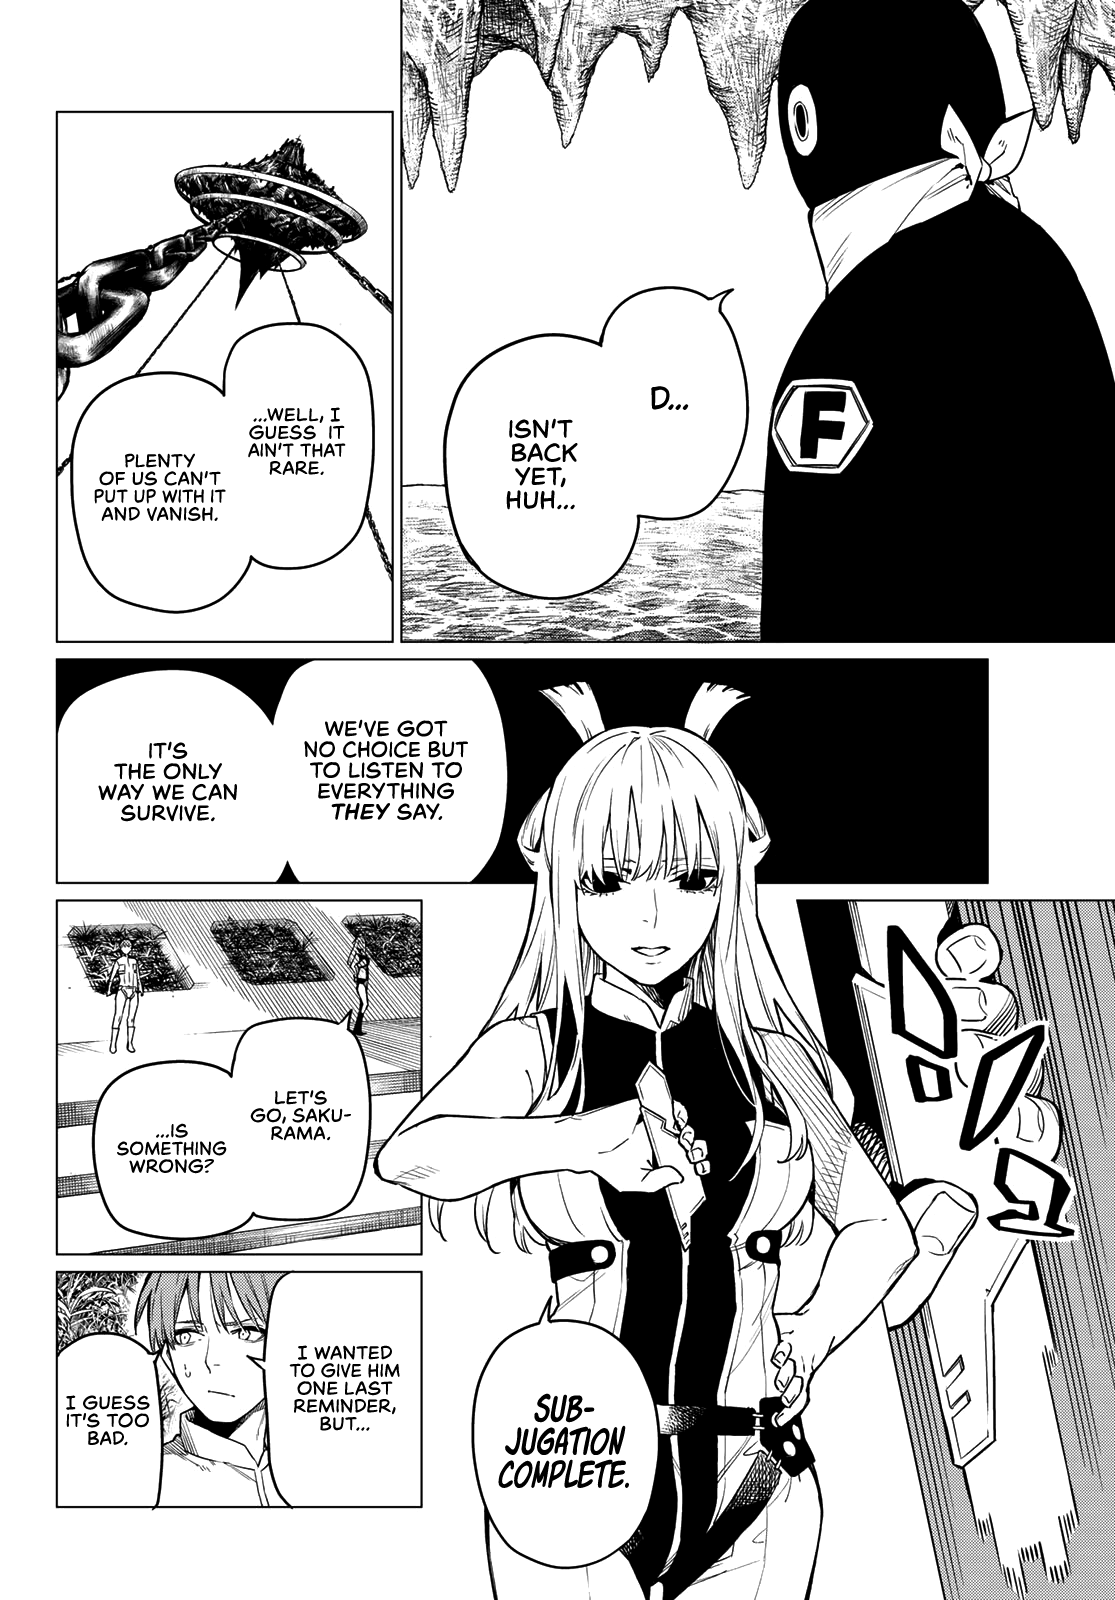 D...
ISN'T
BACK
YET,
HUH...
F
...WELL, I
GUESS IT
AIN'T THAT
RARE.
PLENTY
OF US CAN'T
PUT UP WITH IT
AND VANISH.
WE'VE GOT
NO CHOICE BUT
TO LISTEN TO
EVERYTHING
THEY SAY.
IT'S
THE ONLY
WAY WE CAN
SURVIVE.
SUB-
JUGATION
COMPLETE.
LET'S
GO, SAKU-
RAMA.
...IS
SOMETHING
WRONG?
I WANTED
TO GIVE HIM
ONE LAST
REMINDER,
BUT...
I GUESS
IT'S TOO
BAD.